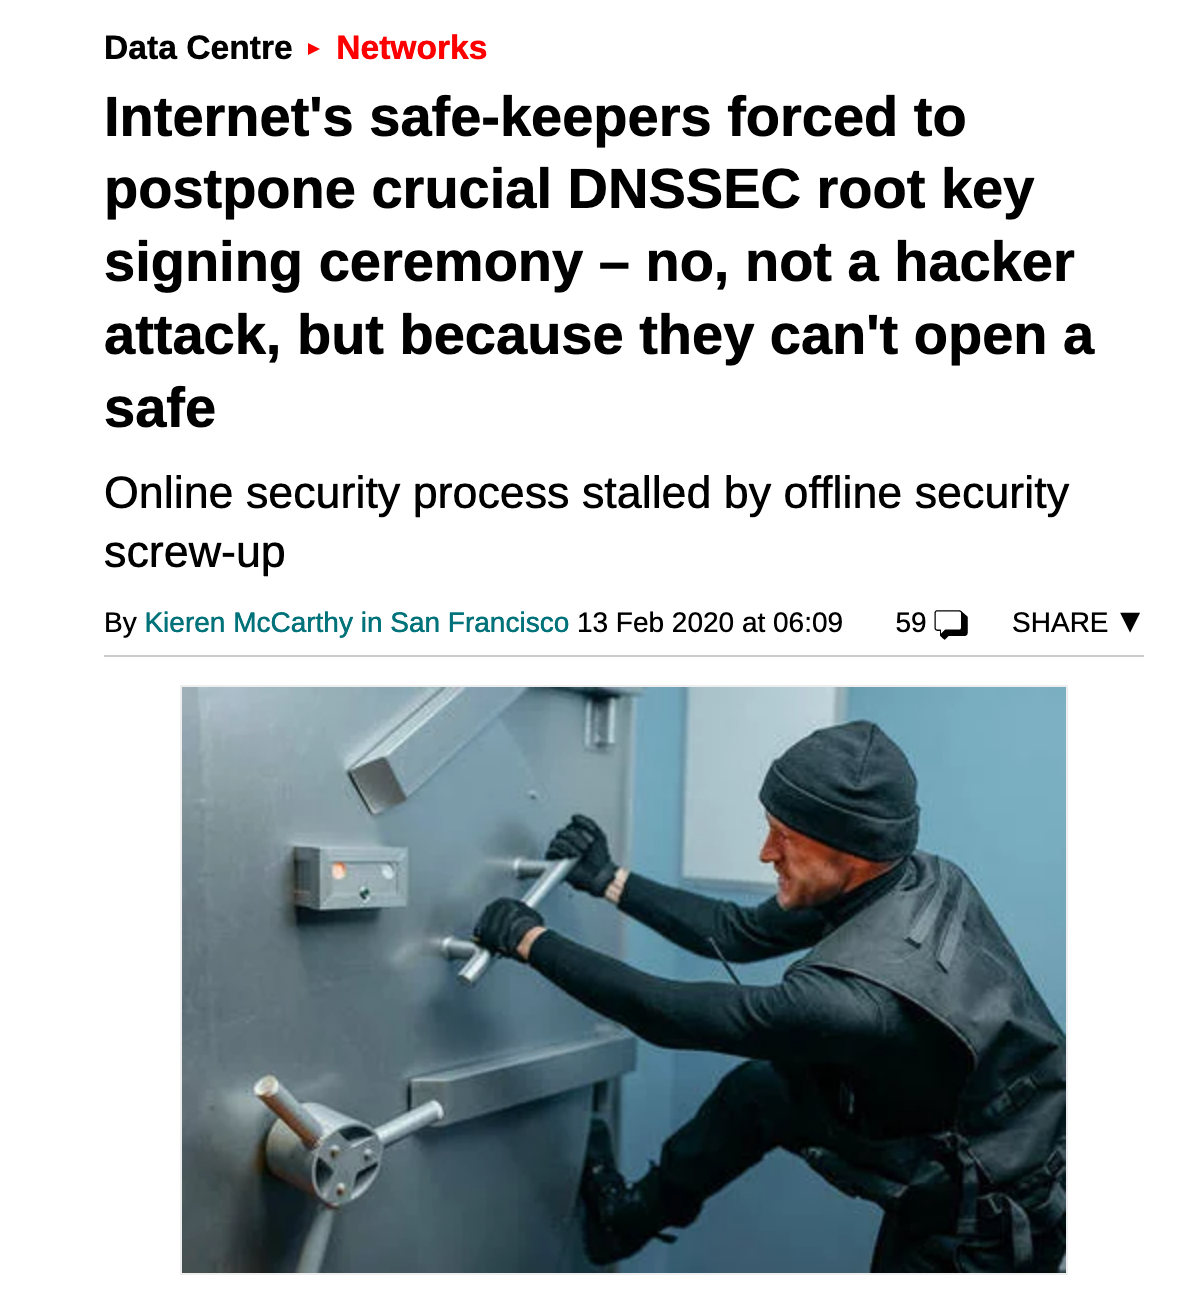 Data Centre ▸ Networks
Internet's safe-keepers forced to
postpone crucial DNSSEC root key
signing ceremony – no, not a hacker
attack, but because they can't open a
safe
Online security process stalled by offline security
screw-up
By Kieren McCarthy in San Francisco 13 Feb 2020 at 06:09 59 SHARE ▼